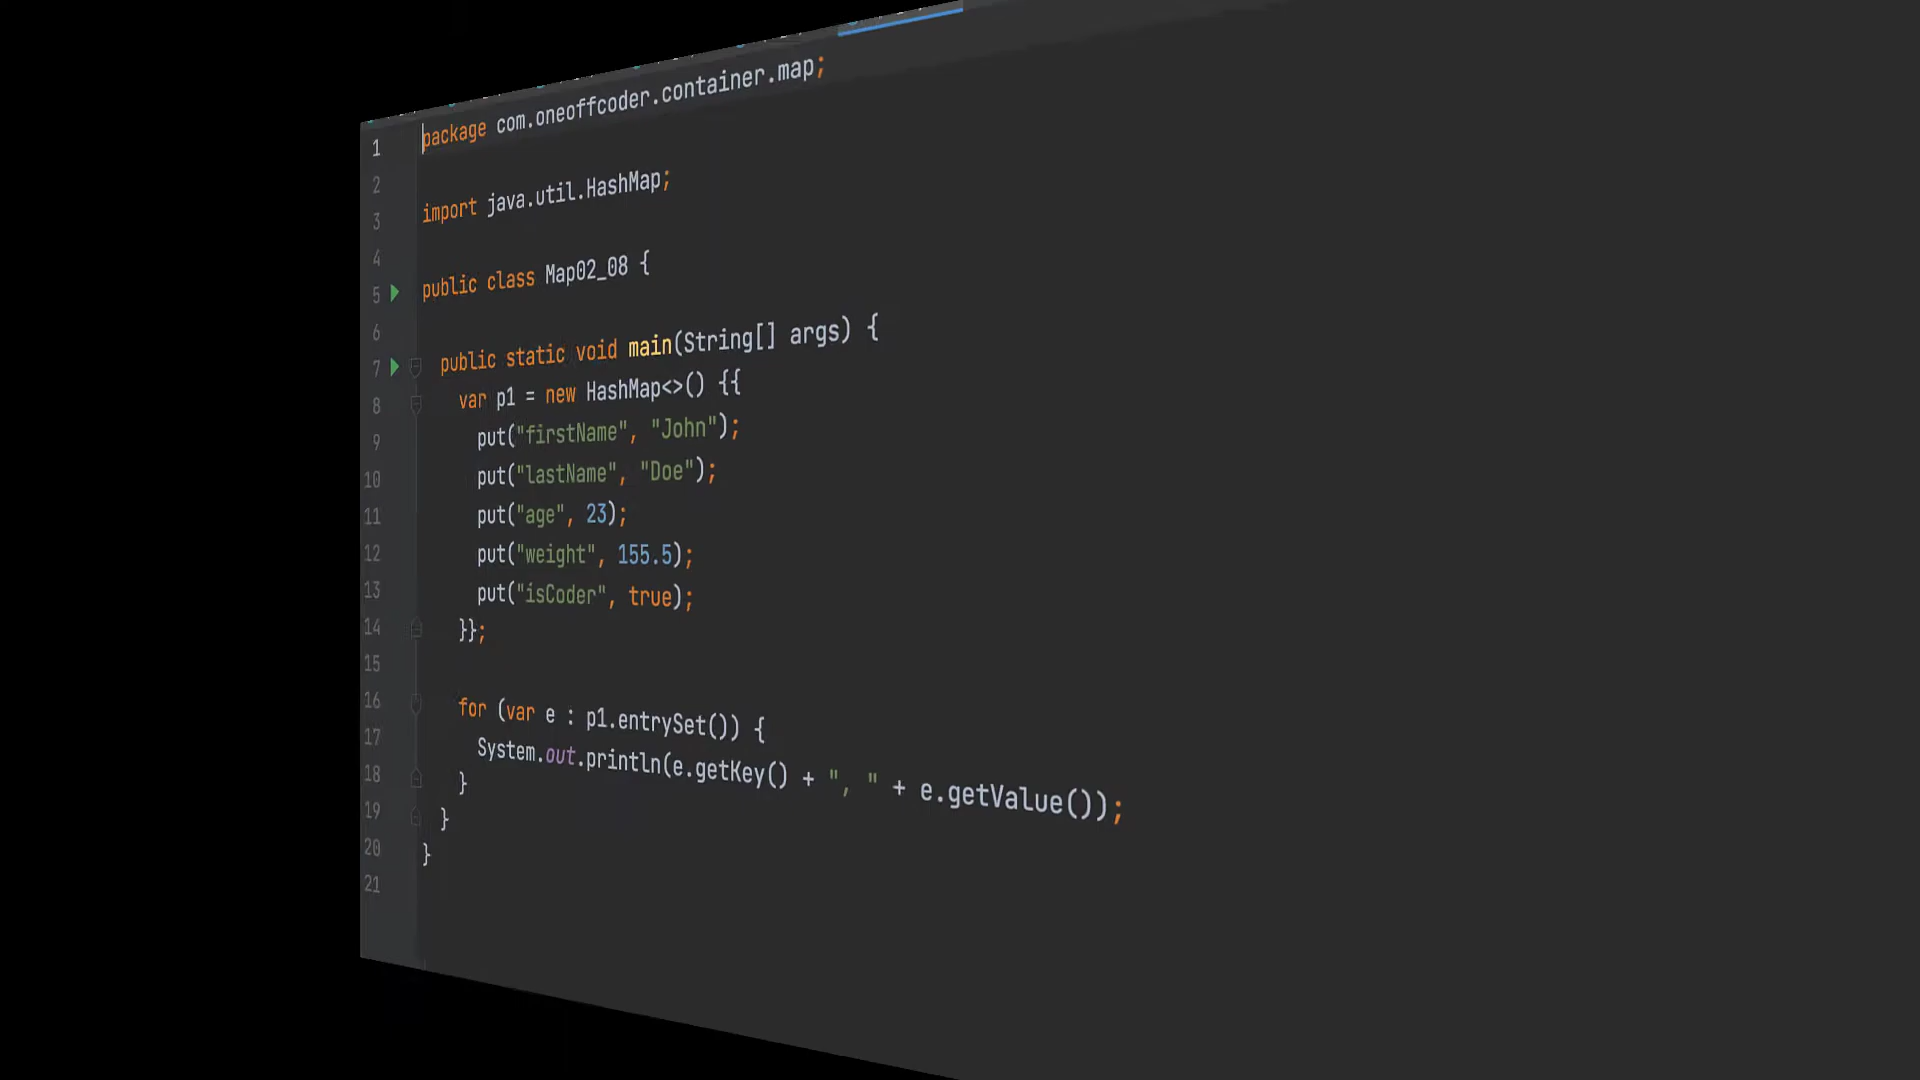 1 package com.oneoffcoder.container.map;
2
3 import java.util.HashMap;
4
5 public class Map02_08 {
6
7 public static void main(String[] args) {
8 var p1 = new HashMap<>() {{
9 put("firstName", "John");
10 put("lastName", "Doe");
11 put("age", 23);
12 put("weight", 155.5);
13 put("isCoder", true);
14 }};
15
16 for (var e : p1.entrySet()) {
17 System.out.println(e.getKey() + ", " + e.getValue());
18 }
19 }
20 }
21